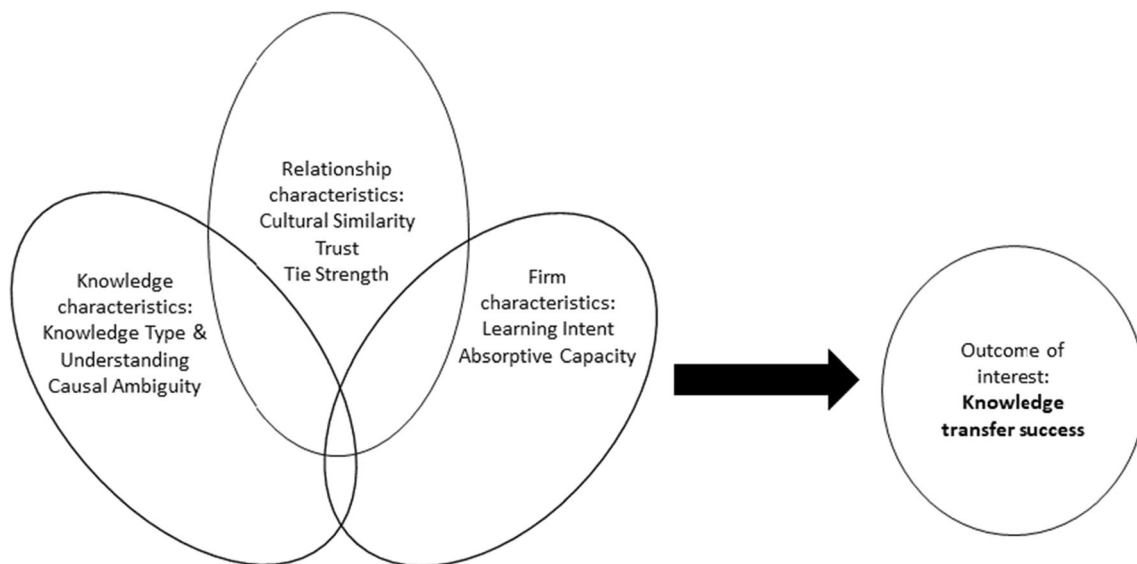 Relationship
characteristics:
Cultural Similarity
Trust
Tie Strength
Knowledge
characteristics:
Knowledge Type &
Understanding
Causal Ambiguity
Firm
characteristics:
Learning Intent
Absorptive Capacity
Outcome of
interest:
Knowledge
transfer success